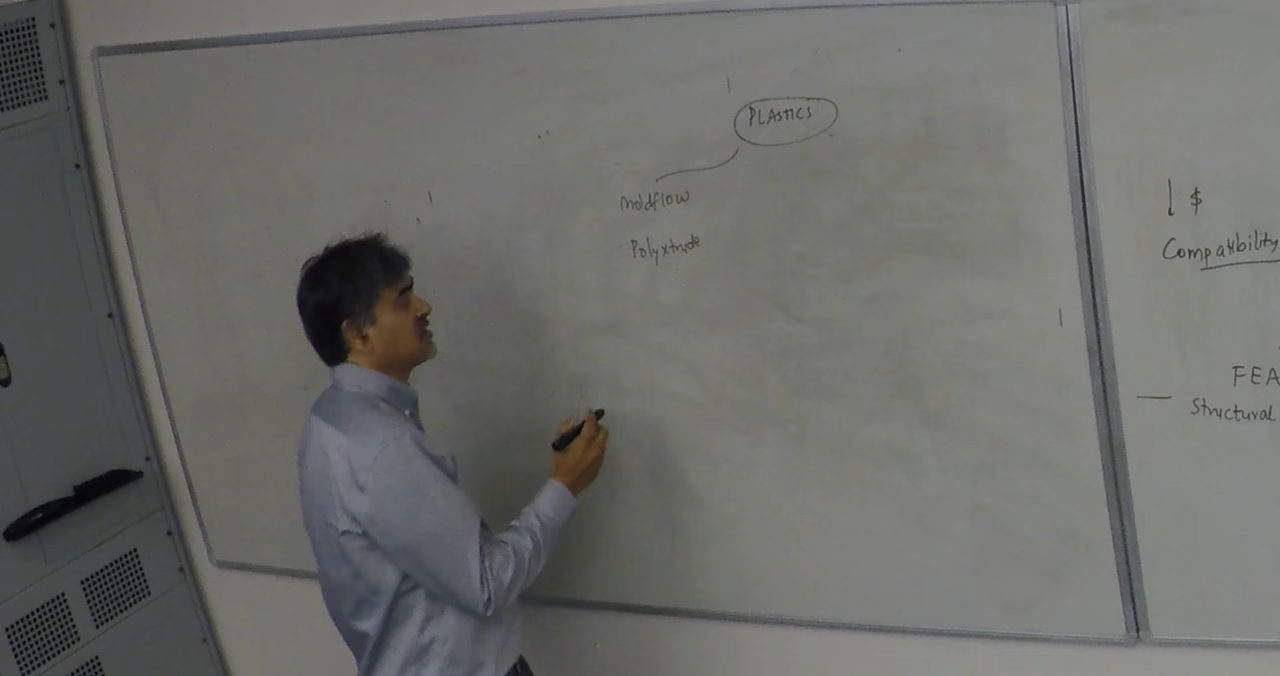 PLASTICS
Moldflow
Polyxtrude
↓ $
Compatibility
FEA
Structural